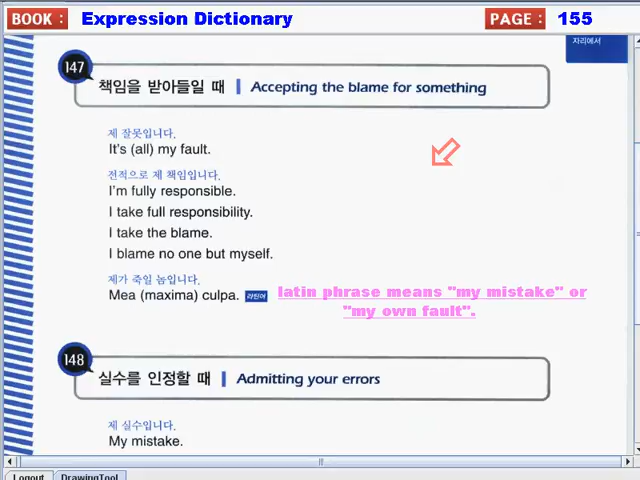 BOOK : Expression Dictionary PAGE : 155
자리에서
147 책임을 받아들일 때 | Accepting the blame for something
제 잘못입니다.
It's (all) my fault.
전적으로 제 책임입니다.
I'm fully responsible.
I take full responsibility.
I take the blame.
I blame no one but myself.
제가 죽일 놈입니다.
Mea (maxima) culpa. 라틴어 latin phrase means "my mistake" or
"my own fault".
148 실수를 인정할 때 | Admitting your errors
제 실수입니다.
My mistake.
Logout DrawingTool